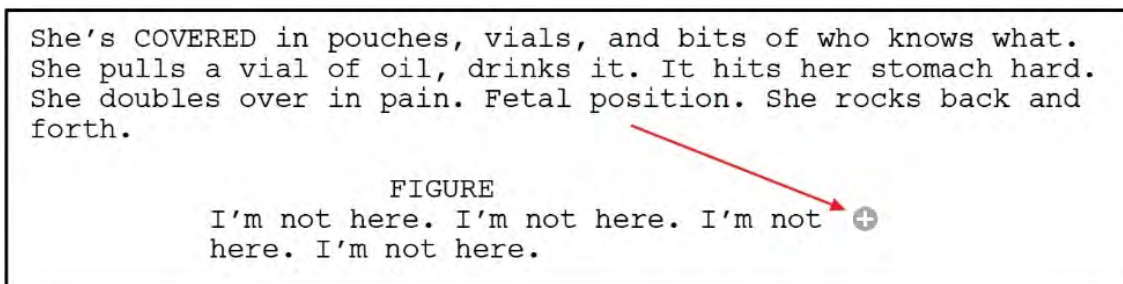 She's COVERED in pouches, vials, and bits of who knows what.
She pulls a vial of oil, drinks it. It hits her stomach hard.
She doubles over in pain. Fetal position. She rocks back and
forth.
FIGURE
I'm not here. I'm not here. I'm not
here. I'm not here.